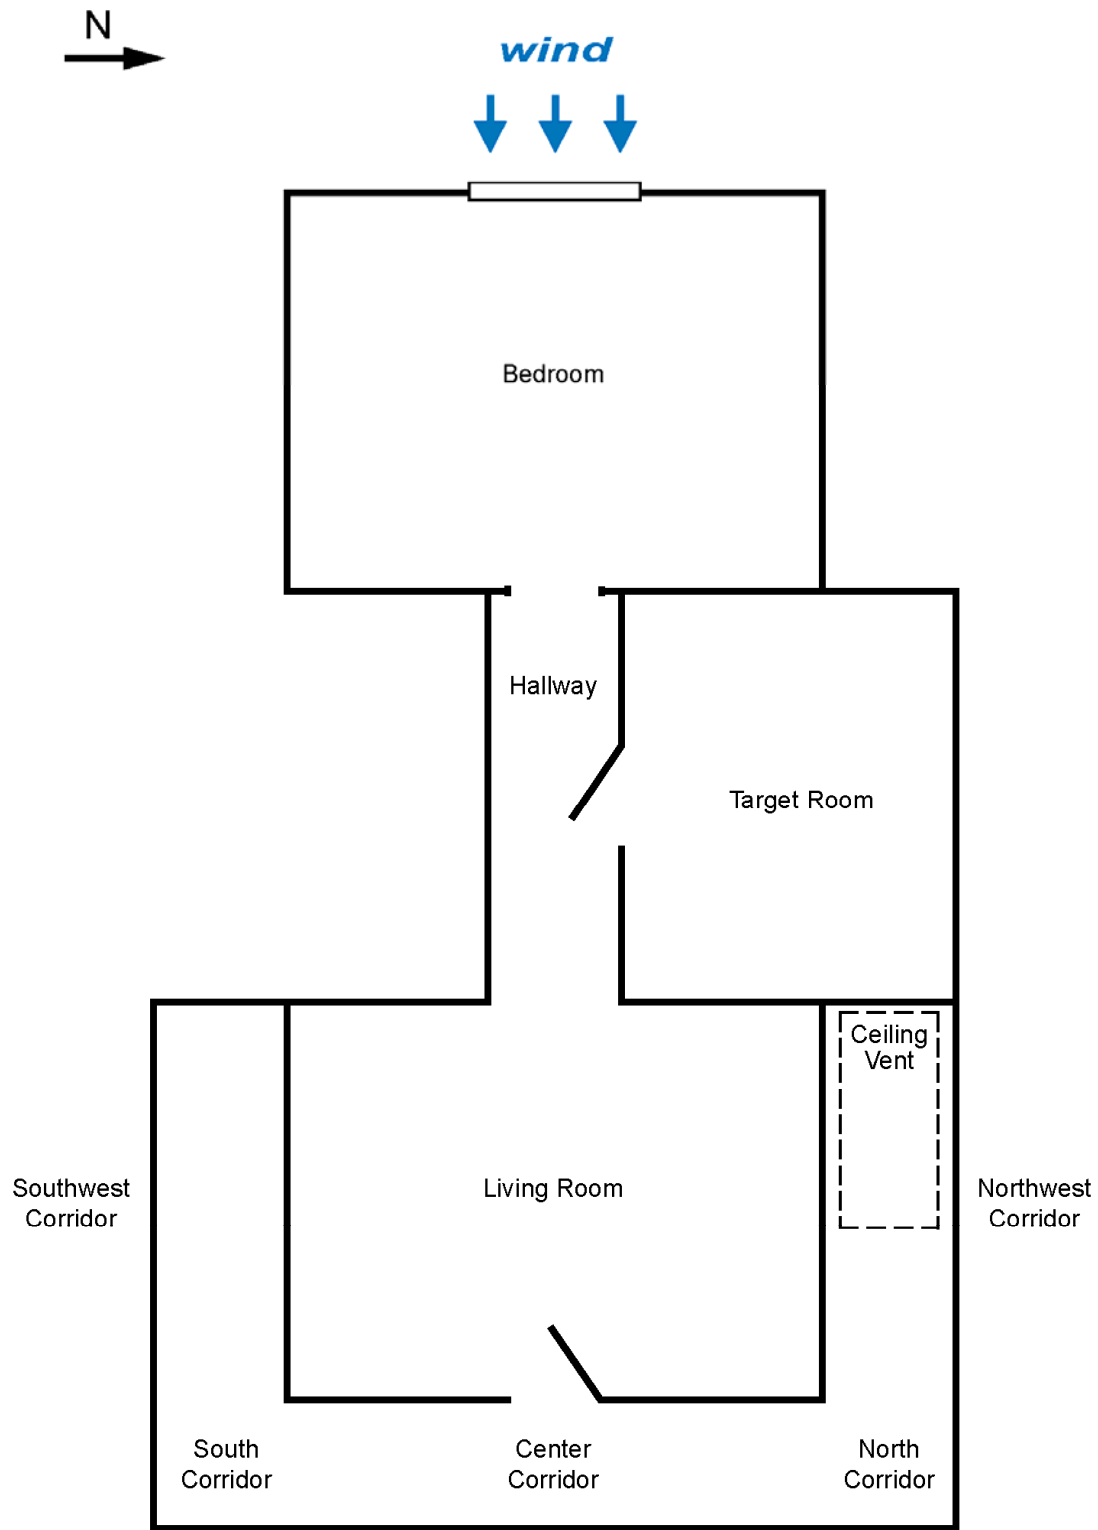 N
wind
Bedroom
Hallway
Target Room
Ceiling
Vent
Southwest
Corridor
Living Room
Northwest
Corridor
South
Corridor
Center
Corridor
North
Corridor